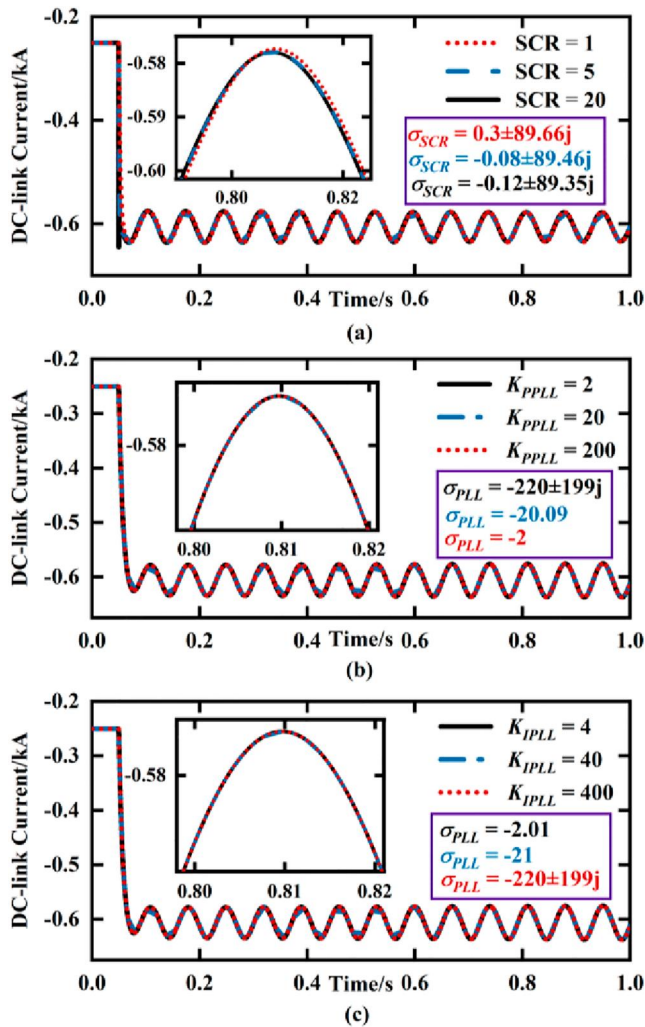 -0.2
-0.4
-0.6
DC-link Current/kA
-0.58
-0.59
-0.60
0.80
0.82
SCR = 1
SCR = 5
SCR = 20
σSCR = 0.3±89.66j
σSCR = -0.08±89.46j
σSCR = -0.12±89.35j
0.0 0.2 0.4 0.6 0.8 1.0
Time/s
(a)
-0.2
-0.3
-0.4
-0.5
-0.6
DC-link Current/kA
-0.58
0.80 0.81 0.82
KPPLL = 2
KPPLL = 20
KPPLL = 200
σPLL = -220±199j
σPLL = -20.09
σPLL = -2
0.0 0.2 0.4 0.6 0.8 1.0
Time/s
(b)
-0.2
-0.3
-0.4
-0.5
-0.6
DC-link Current/kA
-0.58
0.80 0.81 0.82
KIPLL = 4
KIPLL = 40
KIPLL = 400
σPLL = -2.01
σPLL = -21
σPLL = -220±199j
0.0 0.2 0.4 0.6 0.8 1.0
Time/s
(c)